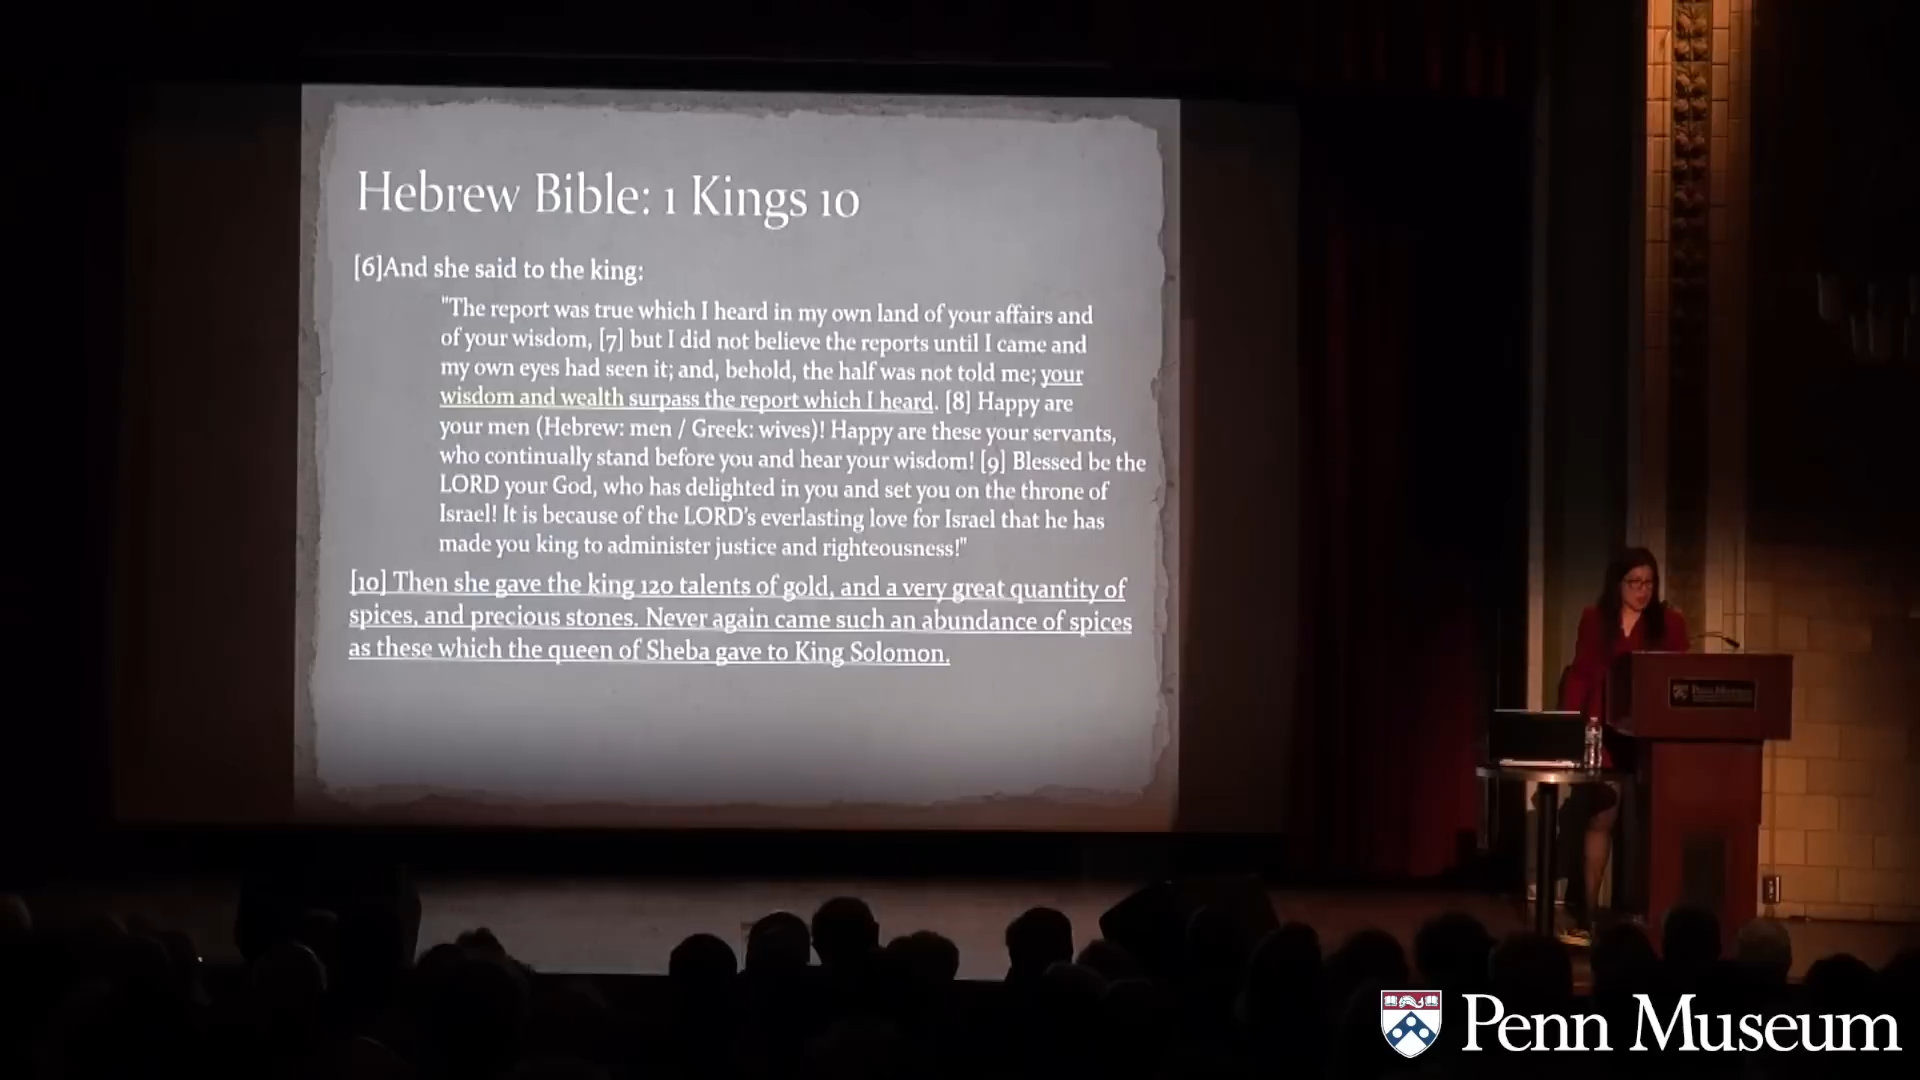 Hebrew Bible: 1 Kings 10
[6]And she said to the king:
"The report was true which I heard in my own land of your affairs and
of your wisdom, [7] but I did not believe the reports until I came and
my own eyes had seen it; and, behold, the half was not told me; your
wisdom and wealth surpass the report which I heard. [8] Happy are
your men (Hebrew: men / Greek: wives)! Happy are these your servants,
who continually stand before you and hear your wisdom! [9] Blessed be the
LORD your God, who has delighted in you and set you on the throne of
Israel! It is because of the LORD's everlasting love for Israel that he has
made you king to administer justice and righteousness!"
[10] Then she gave the king 120 talents of gold, and a very great quantity of
spices, and precious stones. Never again came such an abundance of spices
as these which the queen of Sheba gave to King Solomon.
Penn Museum
Penn Museum